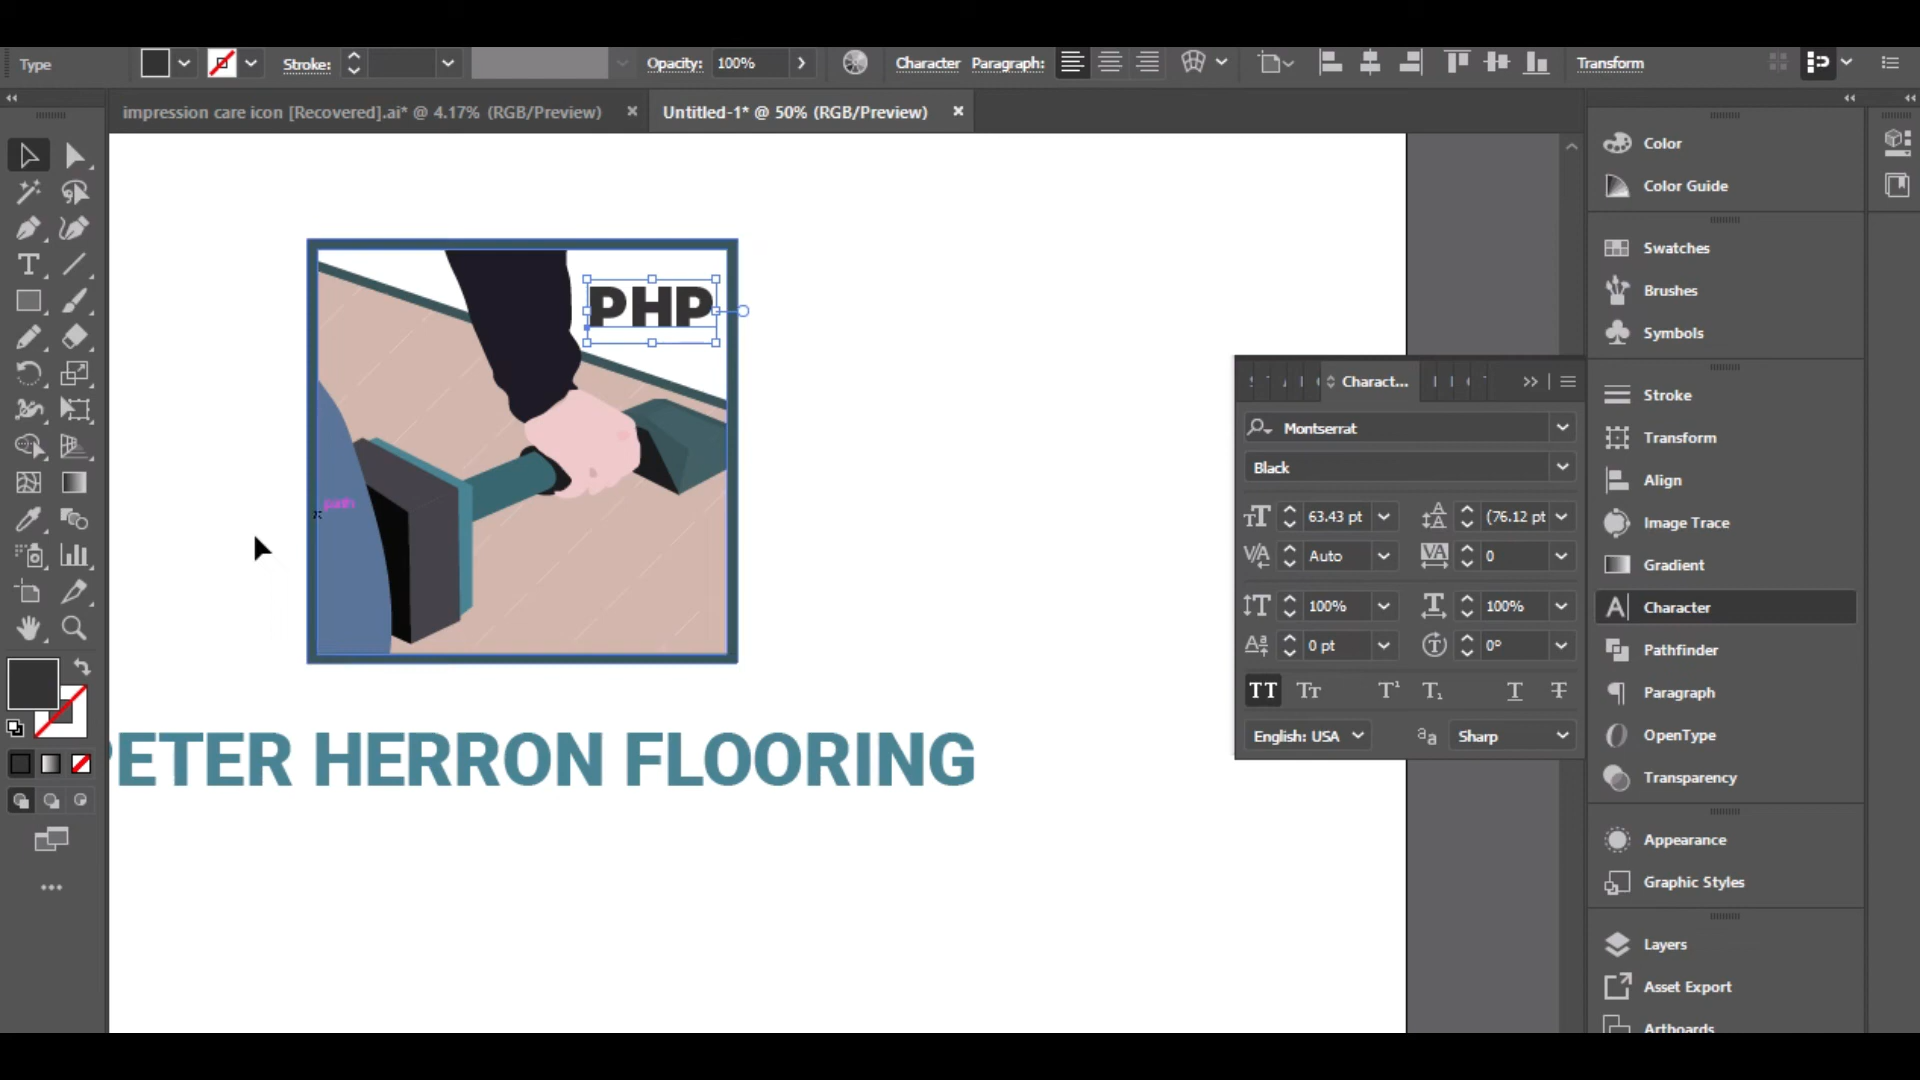 Type
Stroke:
Opacity: 100%
Character Paragraph:
Transform
impression care icon [Recovered].ai* @ 4.17% (RGB/Preview)
Untitled-1* @ 50% (RGB/Preview)
Color
Color Guide
Swatches
Brushes
Symbols
Stroke
Transform
Align
Image Trace
Gradient
Character
Pathfinder
Paragraph
OpenType
Transparency
Appearance
Graphic Styles
Layers
Asset Export
Artboards
PHP
path
PETER HERRON FLOORING
Charact...
Montserrat
Black
63.43 pt
(76.12 pt
Auto
0
100%
100%
0 pt
0°
English: USA
Sharp